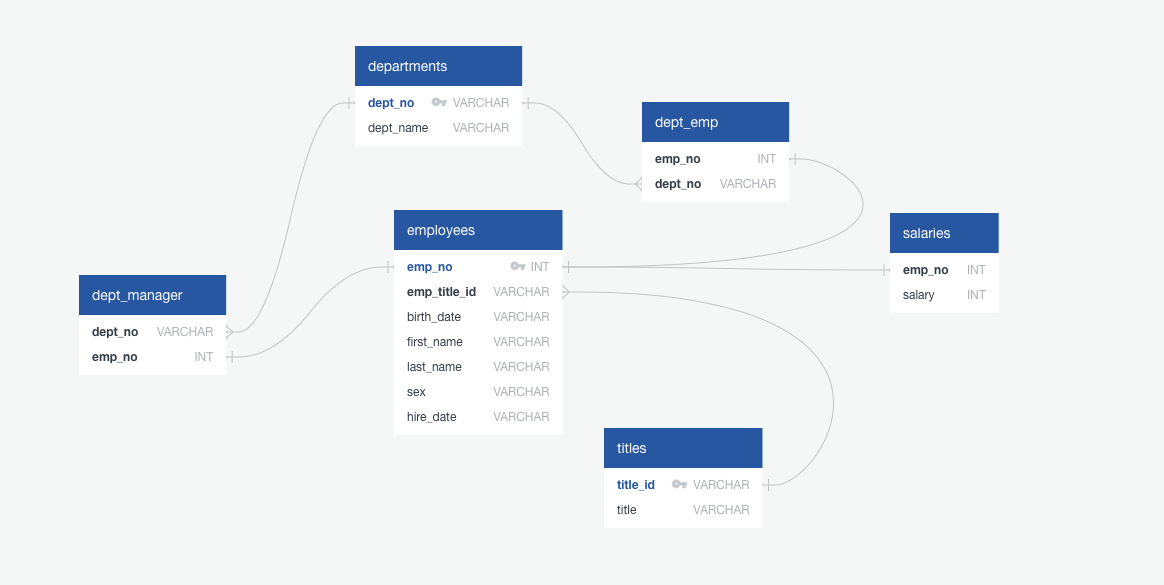 departments
dept_no VARCHAR
dept_name VARCHAR
dept_emp
emp_no INT
dept_no VARCHAR
employees
emp_no INT
emp_title_id VARCHAR
birth_date VARCHAR
first_name VARCHAR
last_name VARCHAR
sex VARCHAR
hire_date VARCHAR
salaries
emp_no INT
salary INT
dept_manager
dept_no VARCHAR
emp_no INT
titles
title_id VARCHAR
title VARCHAR